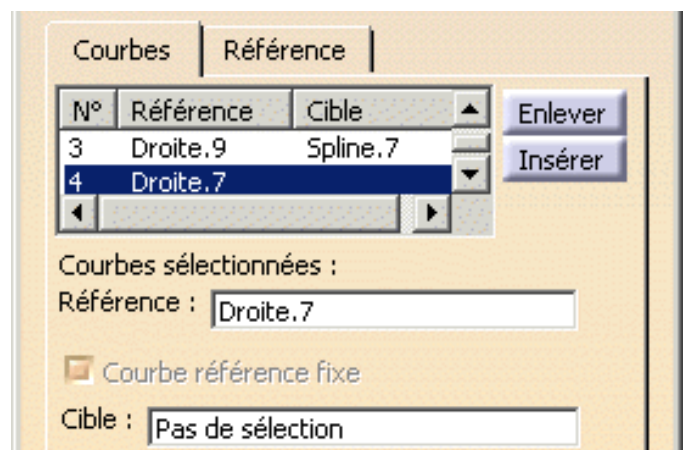 Courbes Référence
N° Référence Cible
3 Droite.9 Spline.7
4 Droite.7
Enlever
Insérer
Courbes sélectionnées :
Référence : Droite.7
Courbe référence fixe
Cible : Pas de sélection